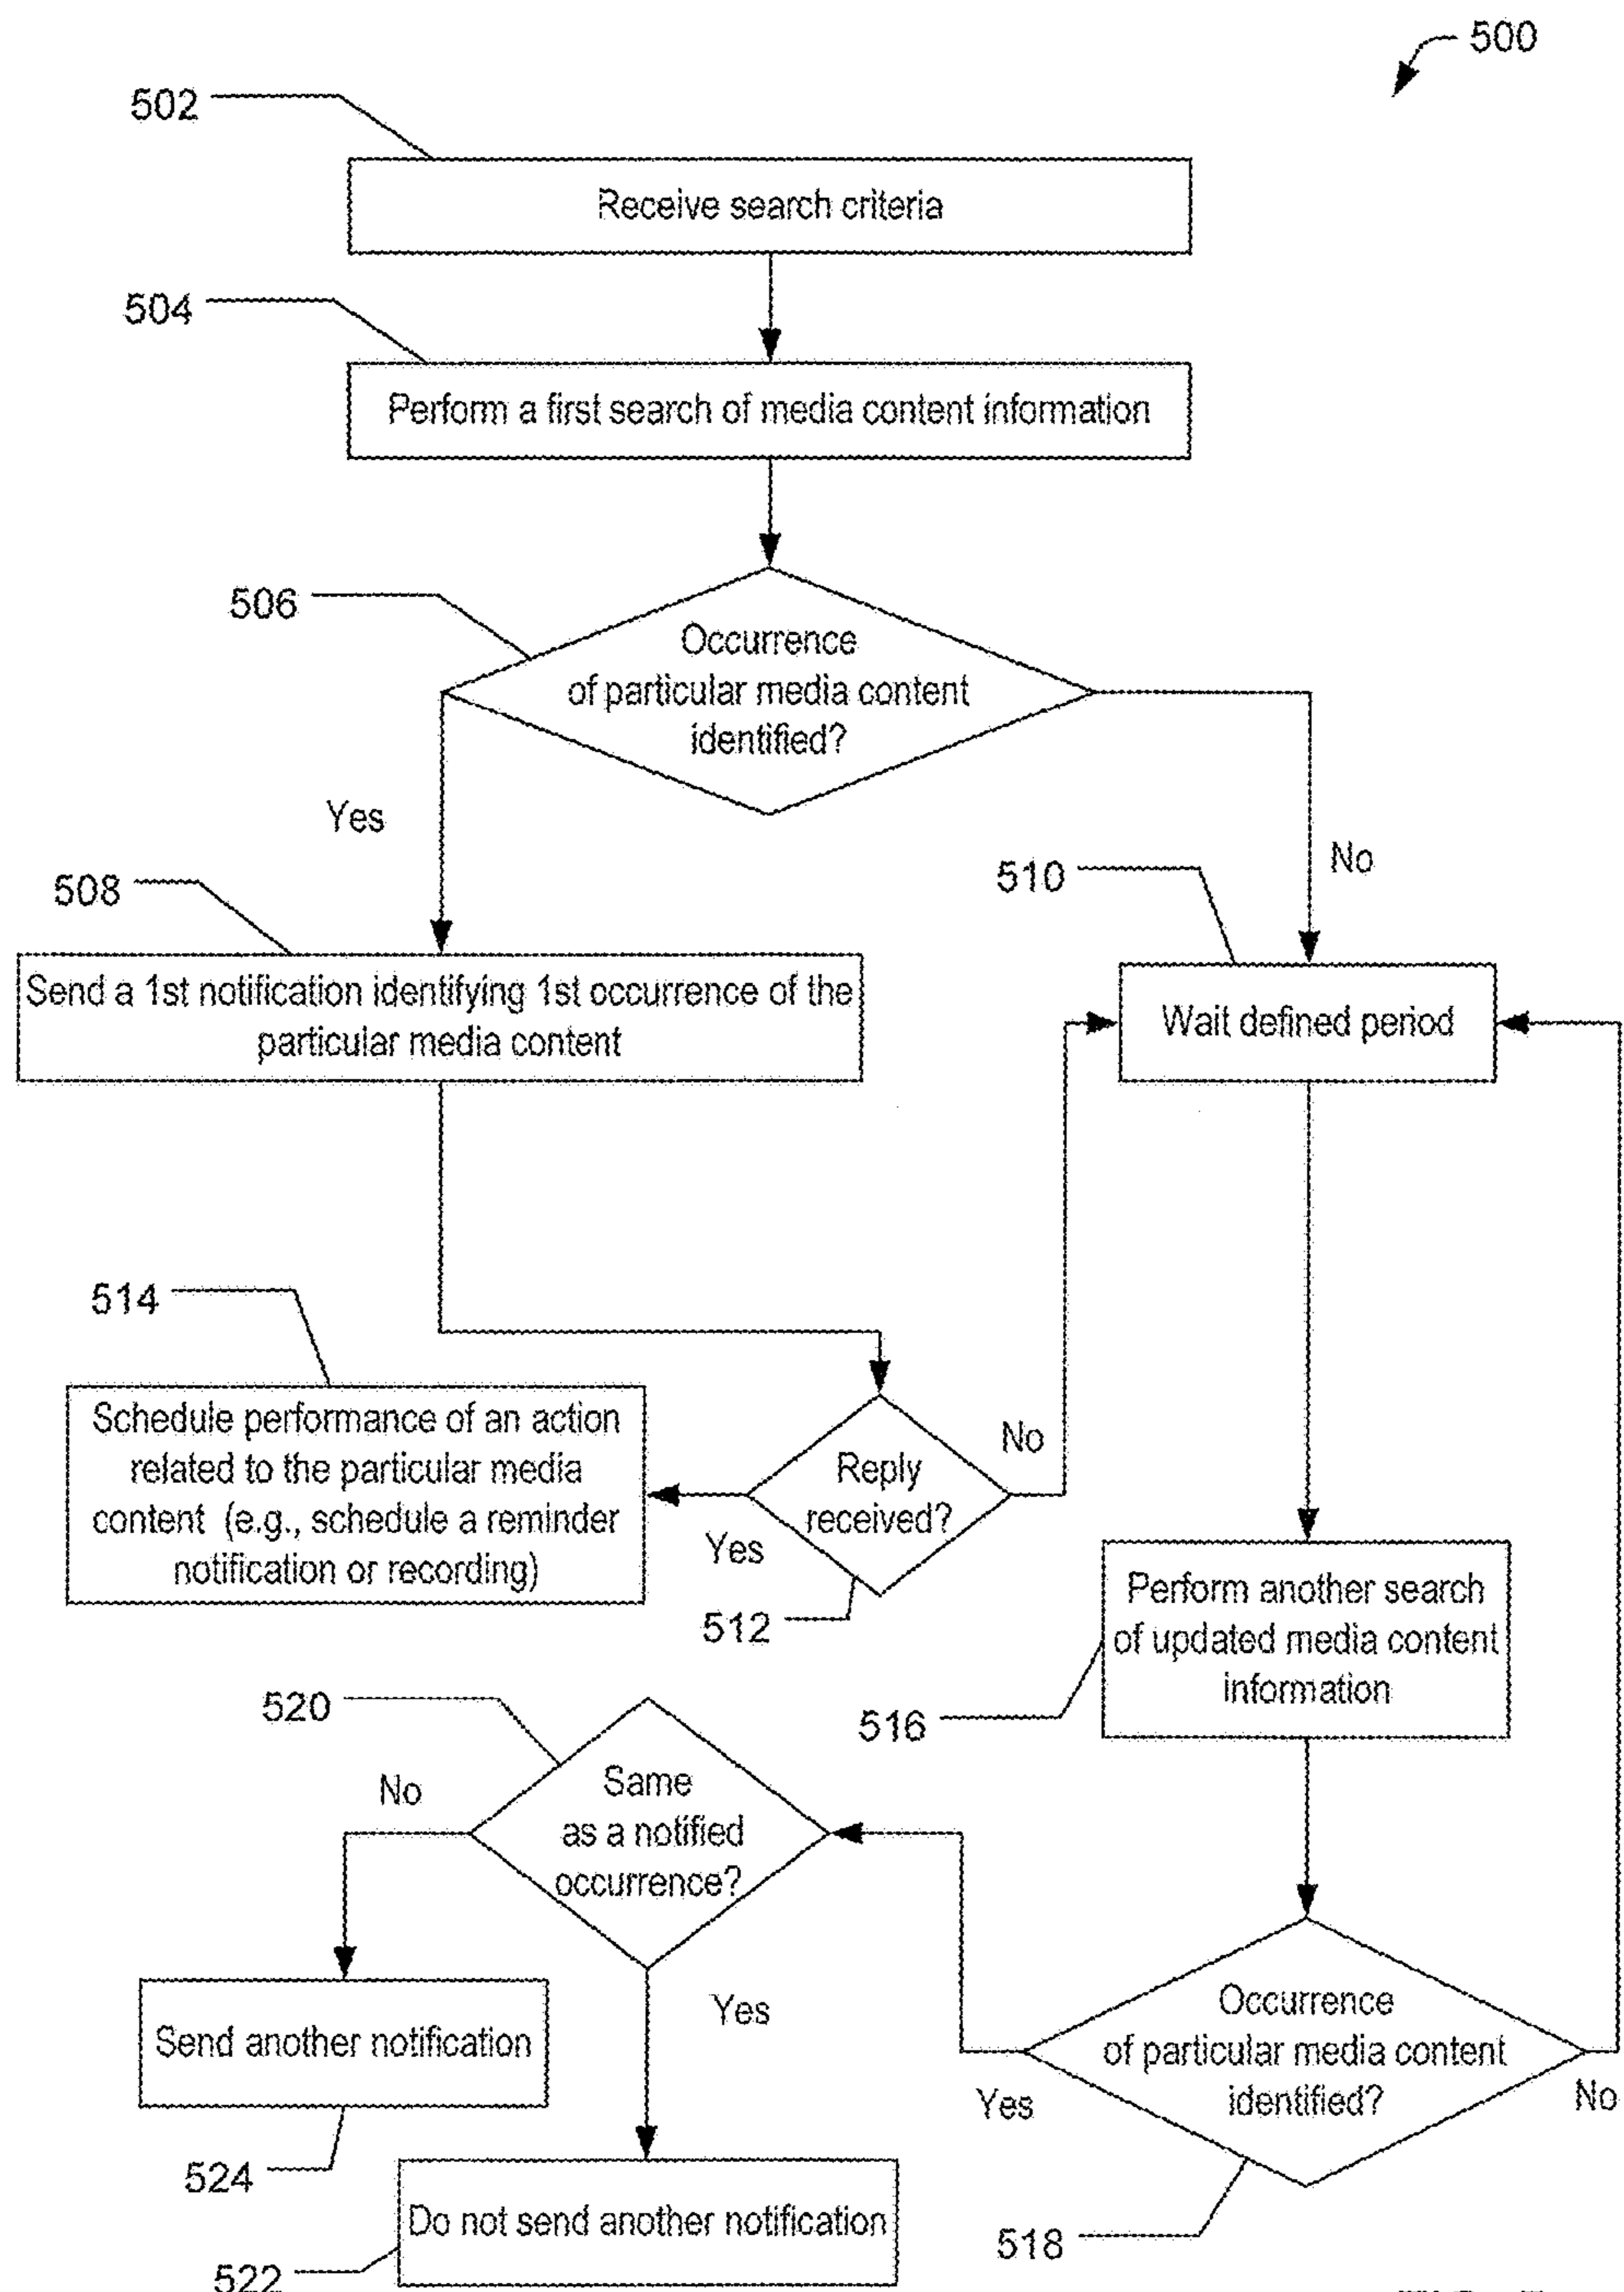 500
502
Receive search criteria
504
Perform a first search of media content information
506
Occurrence
of particular media content
identified?
Yes
No
508
510
Send a 1st notification identifying 1st occurrence of the
particular media content
Wait defined period
514
Schedule performance of an action
related to the particular media
content (e.g., schedule a reminder
notification or recording)
No
Reply
received?
Yes
512
Perform another search
of updated media content
information
516
520
Same
as a notified
occurrence?
No
Yes
Send another notification
524
Occurrence
of particular media content
identified?
Yes
No
518
Do not send another notification
522